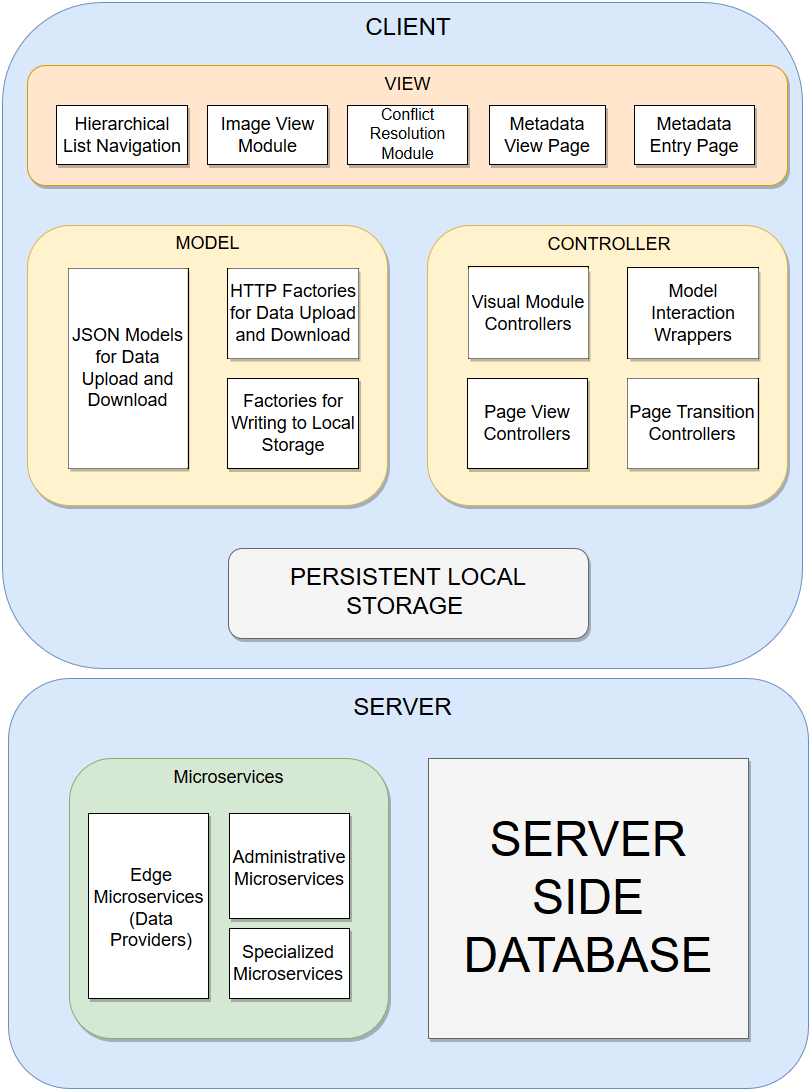 CLIENT
VIEW
Hierarchical
List Navigation
Image View
Module
Conflict
Resolution
Module
Metadata
View Page
Metadata
Entry Page
MODEL
JSON Models
for Data
Upload and
Download
HTTP Factories
for Data Upload
and Download
Factories for
Writing to Local
Storage
CONTROLLER
Visual Module
Controllers
Model
Interaction
Wrappers
Page View
Controllers
Page Transition
Controllers
PERSISTENT LOCAL
STORAGE
SERVER
Microservices
Edge
Microservices
(Data
Providers)
Administrative
Microservices
Specialized
Microservices
SERVER
SIDE
DATABASE